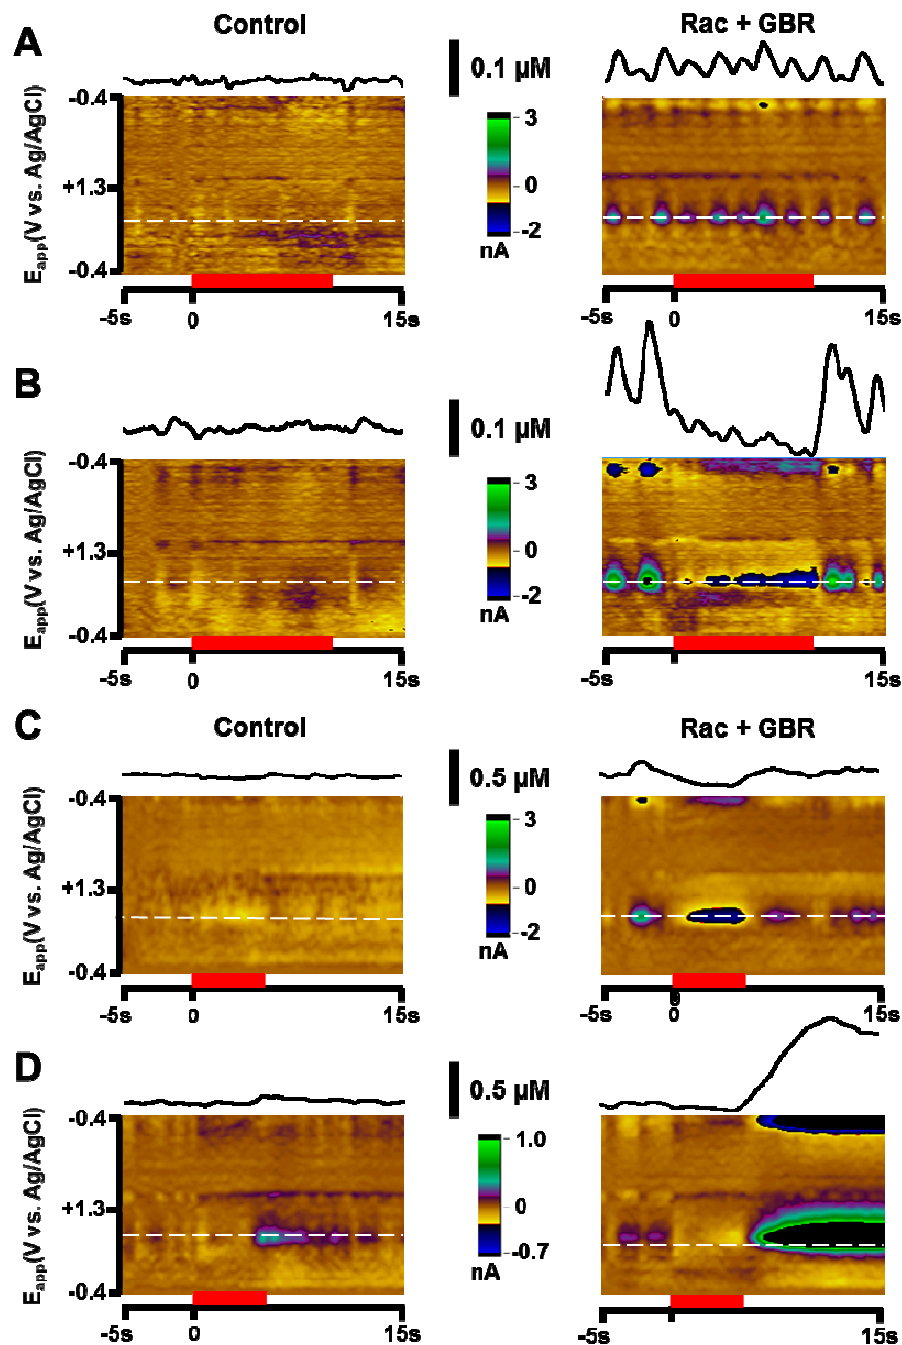 A
Control
Rac + GBR
0.1 µM
-0.4
+1.3
-0.4
Eapp(V vs. Ag/AgCl)
3
0
-2
nA
-5s
0
15s
-5s
0
15s
B
0.1 µM
-0.4
+1.3
-0.4
Eapp(V vs. Ag/AgCl)
3
0
-2
nA
-5s
0
15s
-5s
0
15s
C
Control
Rac + GBR
0.5 µM
-0.4
+1.3
-0.4
Eapp(V vs. Ag/AgCl)
3
0
-2
nA
-5s
0
15s
-5s
0
0
15s
D
0.5 µM
-0.4
+1.3
-0.4
Eapp(V vs. Ag/AgCl)
1.0
0
-0.7
nA
-5s
0
15s
-5s
0
15s